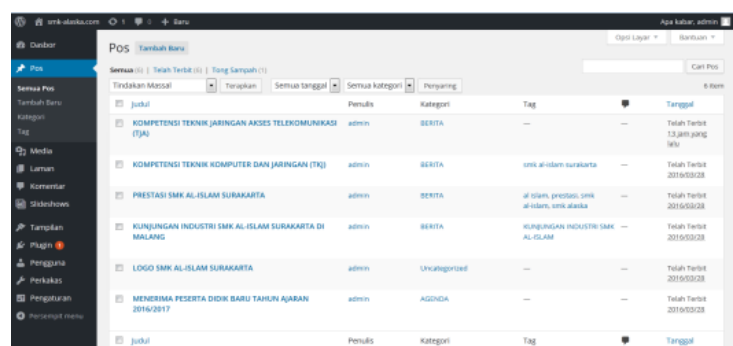 smk-alaska.com 1 0 + Baru Apa kabar, admin
Opsi Layar Bantuan
Dasbor
Pos
Semua Pos
Tambah Baru
Kategori
Tag
Media
Laman
Komentar
Slideshows
Tampilan
Plugin
Pengguna
Perkakas
Pengaturan
Persempit menu
Pos Tambah Baru
Semua (6) | Telah Terbit (6) | Tong Sampah (1)
Cari Pos
Tindakan Massal Terapkan Semua tanggal Semua kategori Penyaring 6 item
Judul Penulis Kategori Tag Tanggal
KOMPETENSI TEKNIK JARINGAN AKSES TELEKOMUNIKASI admin BERITA — — Telah Terbit
(TJA) 13 jam yang
lalu
KOMPETENSI TEKNIK KOMPUTER DAN JARINGAN (TKJ) admin BERITA smk al-islam surakarta — Telah Terbit
2016/03/28
PRESTASI SMK AL-ISLAM SURAKARTA admin BERITA al islam, prestasi, smk — Telah Terbit
al-islam, smk alaska 2016/03/28
KUNJUNGAN INDUSTRI SMK AL-ISLAM SURAKARTA DI admin BERITA KUNJUNGAN INDUSTRI SMK — Telah Terbit
MALANG AL-ISLAM 2016/03/28
LOGO SMK AL-ISLAM SURAKARTA admin Uncategorized — — Telah Terbit
2016/03/28
MENERIMA PESERTA DIDIK BARU TAHUN AJARAN admin AGENDA — — Telah Terbit
2016/2017 2016/03/28
Judul Penulis Kategori Tag Tanggal